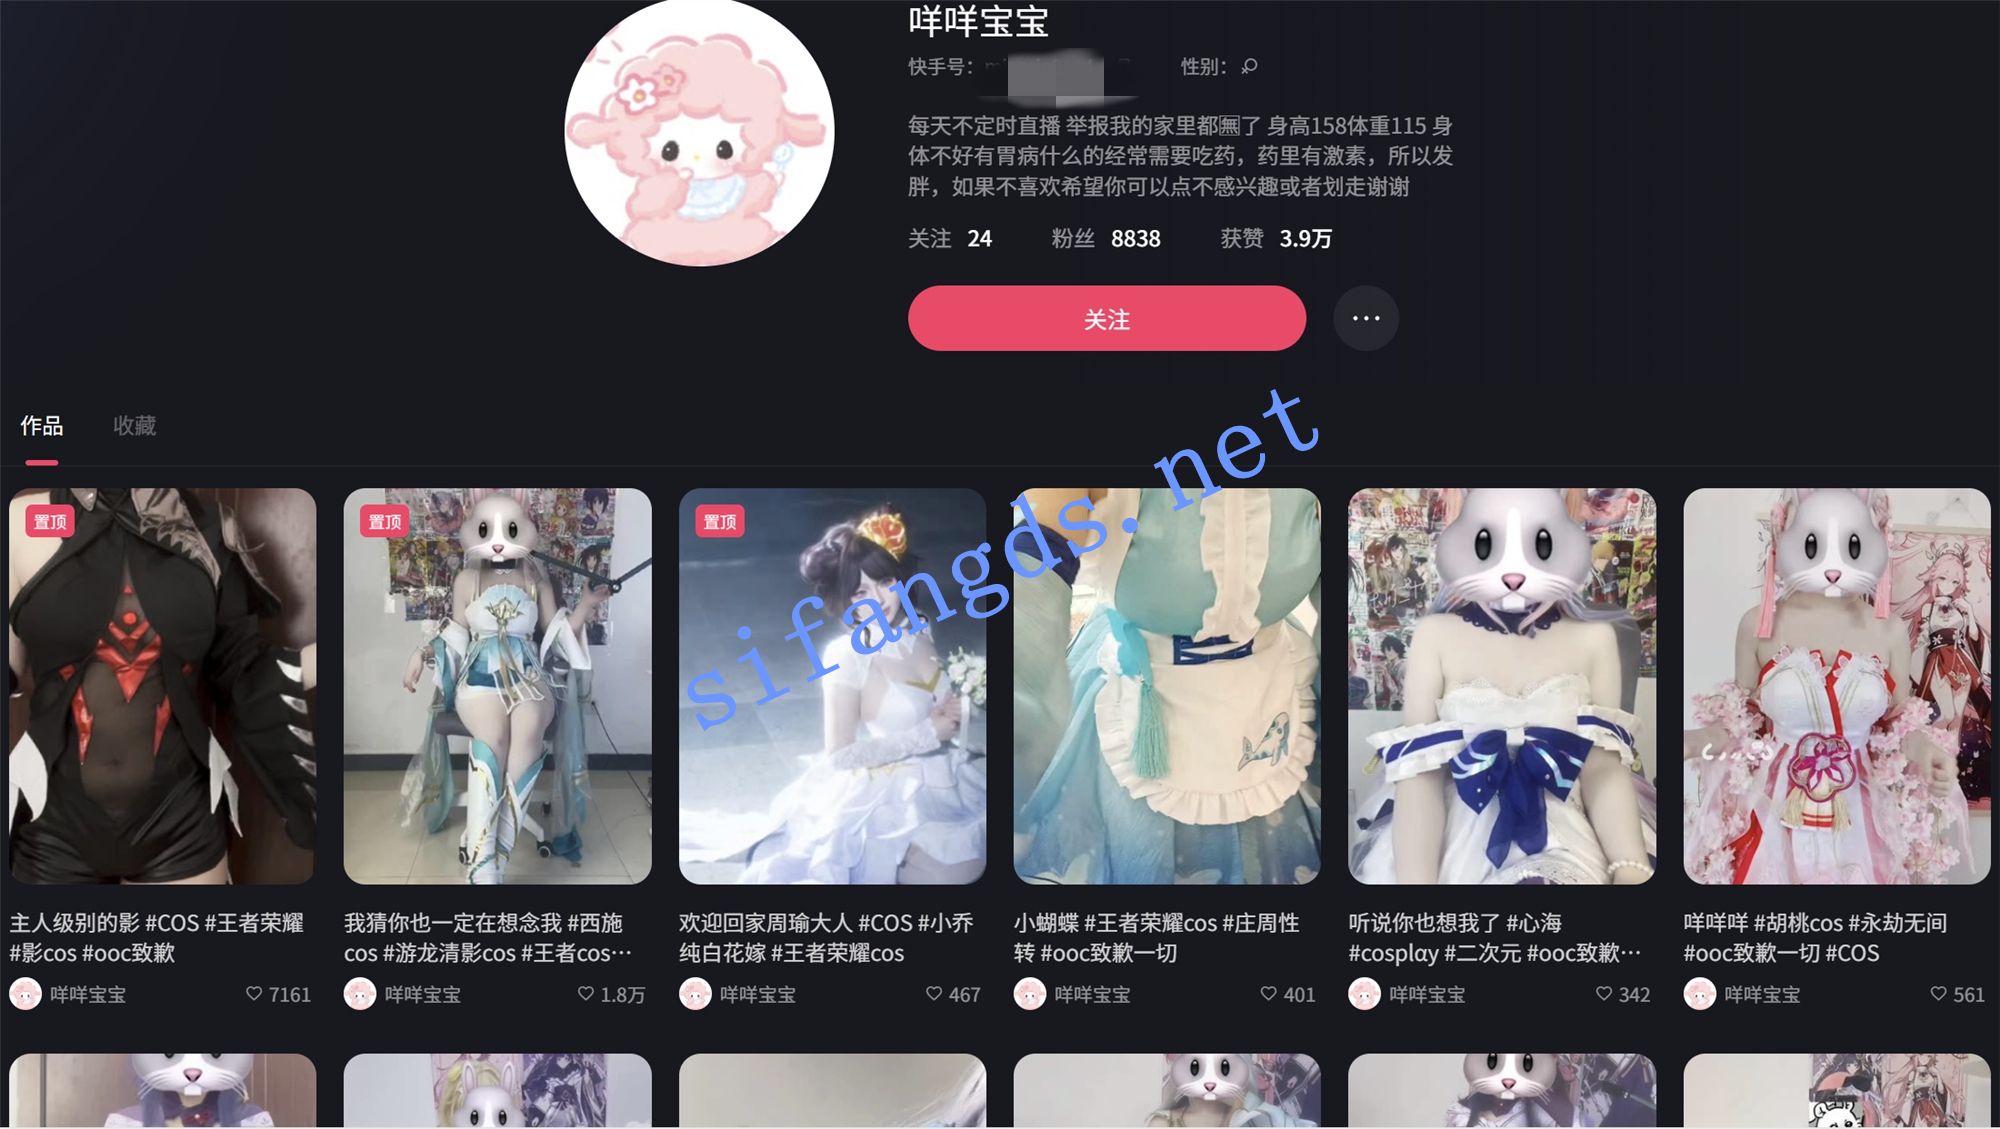 咩咩宝宝
快手号：
性别：
每天不定时直播 举报我的家里都無了 身高158体重115 身
体不好有胃病什么的经常需要吃药，药里有激素，所以发
胖，如果不喜欢希望你可以点不感兴趣或者划走谢谢
关注 24 粉丝 8838 获赞 3.9万
关注
作品 收藏
sifangds.net
置顶
置顶
置顶
主人级别的影 #COS #王者荣耀
#影cos #ooc致歉
咩咩宝宝 7161
我猜你也一定在想念我 #西施
cos #游龙清影cos #王者cos…
咩咩宝宝 1.8万
欢迎回家周瑜大人 #COS #小乔
纯白花嫁 #王者荣耀cos
咩咩宝宝 467
小蝴蝶 #王者荣耀cos #庄周性
转 #ooc致歉一切
咩咩宝宝 401
听说你也想我了 #心海
#cosplαy #二次元 #ooc致歉…
咩咩宝宝 342
咩咩咩 #胡桃cos #永劫无间
#ooc致歉一切 #COS
咩咩宝宝 561